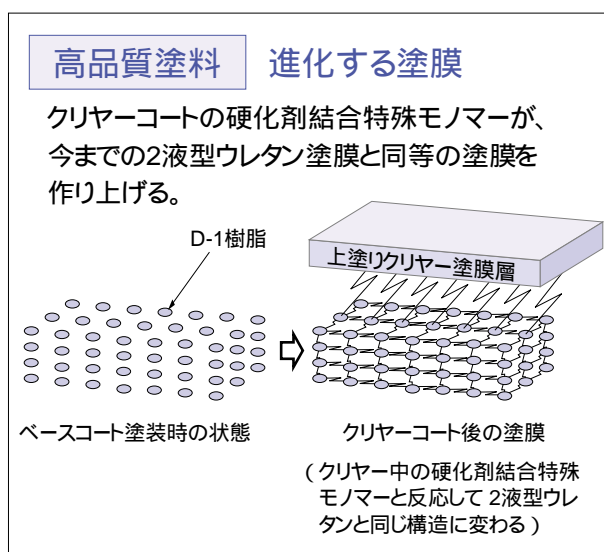 高品質塗料 進化する塗膜
クリヤーコートの硬化剤結合特殊モノマーが、
今までの2液型ウレタン塗膜と同等の塗膜を
作り上げる。
D-1樹脂
上塗りクリヤー塗膜層
ベースコート塗装時の状態
クリヤーコート後の塗膜
(クリヤー中の硬化剤結合特殊
モノマーと反応して 2液型ウレ
タンと同じ構造に変わる)